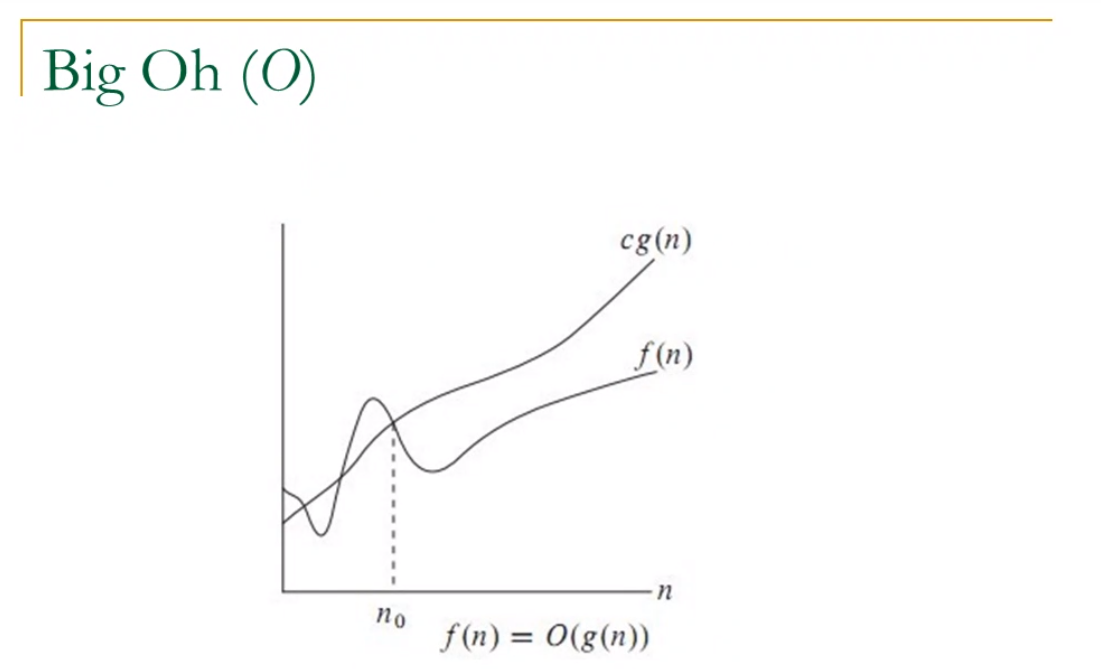 Big Oh (O)
cg(n)
f(n)
n
n₀
f(n) = O(g(n))